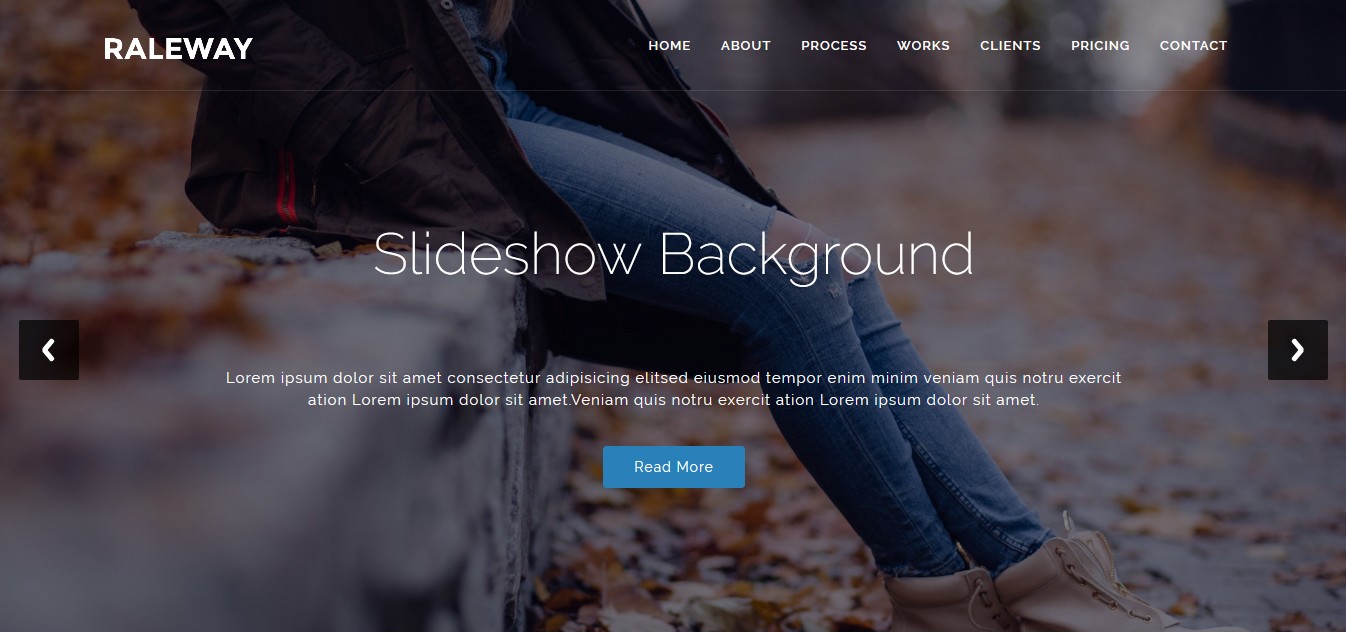 RALEWAY
HOME ABOUT PROCESS WORKS CLIENTS PRICING CONTACT
Slideshow Background
Lorem ipsum dolor sit amet consectetur adipisicing elitsed eiusmod tempor enim minim veniam quis notru exercit
ation Lorem ipsum dolor sit amet.Veniam quis notru exercit ation Lorem ipsum dolor sit amet.
Read More